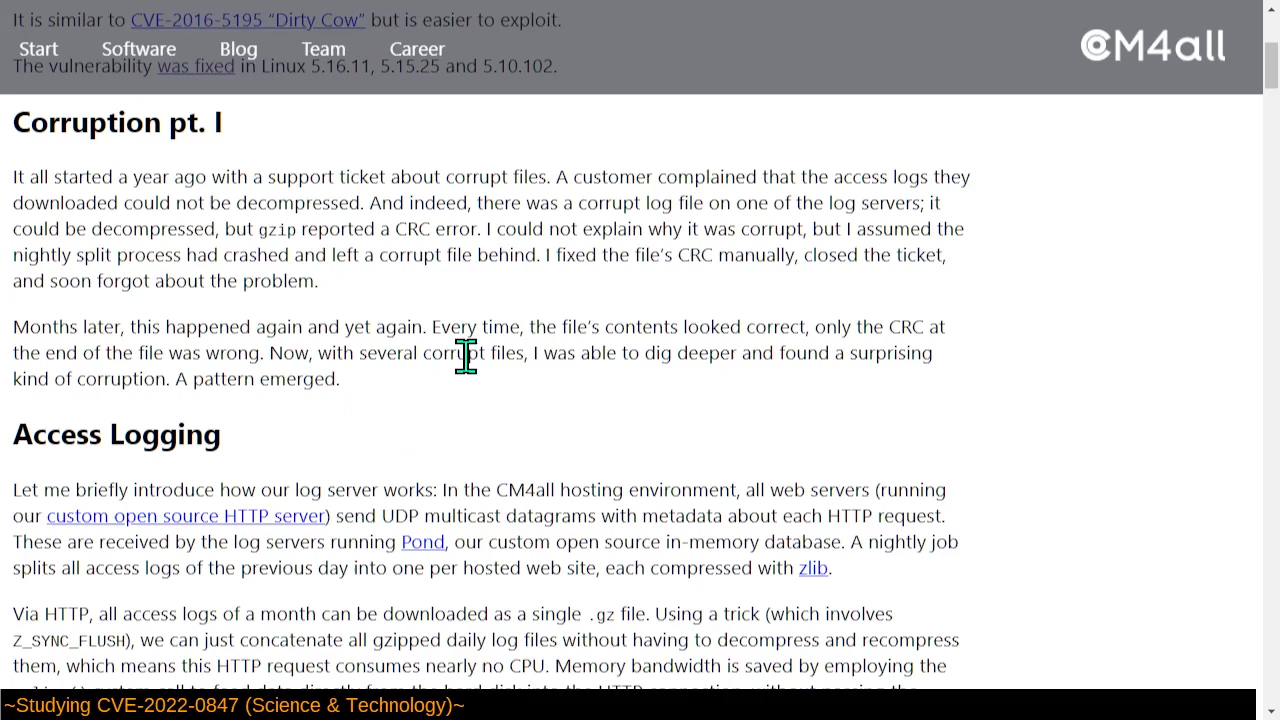 It is similar to CVE-2016-5195 “Dirty Cow” but is easier to exploit.
Start Software Blog Team Career
CM4all
The vulnerability was fixed in Linux 5.16.11, 5.15.25 and 5.10.102.
Corruption pt. I
It all started a year ago with a support ticket about corrupt files. A customer complained that the access logs they
downloaded could not be decompressed. And indeed, there was a corrupt log file on one of the log servers; it
could be decompressed, but gzip reported a CRC error. I could not explain why it was corrupt, but I assumed the
nightly split process had crashed and left a corrupt file behind. I fixed the file’s CRC manually, closed the ticket,
and soon forgot about the problem.
Months later, this happened again and yet again. Every time, the file’s contents looked correct, only the CRC at
the end of the file was wrong. Now, with several corrupt files, I was able to dig deeper and found a surprising
kind of corruption. A pattern emerged.
Access Logging
Let me briefly introduce how our log server works: In the CM4all hosting environment, all web servers (running
our custom open source HTTP server) send UDP multicast datagrams with metadata about each HTTP request.
These are received by the log servers running Pond, our custom open source in-memory database. A nightly job
splits all access logs of the previous day into one per hosted web site, each compressed with zlib.
Via HTTP, all access logs of a month can be downloaded as a single .gz file. Using a trick (which involves
Z_SYNC_FLUSH), we can just concatenate all gzipped daily log files without having to decompress and recompress
them, which means this HTTP request consumes nearly no CPU. Memory bandwidth is saved by employing the
~Studying CVE-2022-0847 (Science & Technology)~